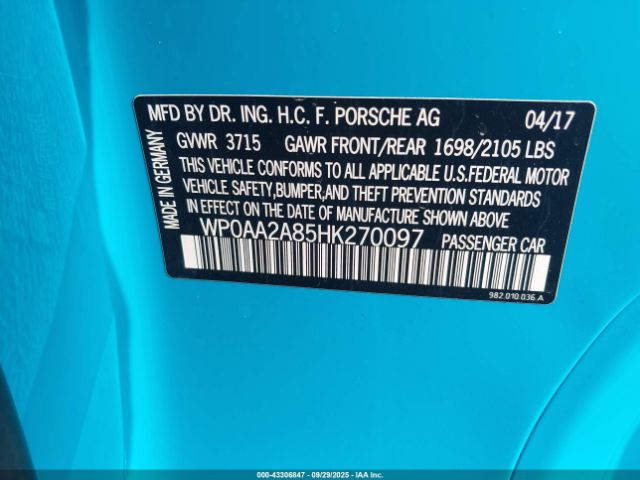 MFD BY DR. ING. H.C. F. PORSCHE AG 04/17
GVWR 3715 GAWR FRONT/REAR 1698/2105 LBS
THIS VEHICLE CONFORMS TO ALL APPLICABLE U.S.FEDERAL MOTOR
VEHICLE SAFETY,BUMPER,AND THEFT PREVENTION STANDARDS
IN EFFECT ON THE DATE OF MANUFACTURE SHOWN ABOVE
WP0AA2A85HK270097 PASSENGER CAR
MADE IN GERMANY
982.010.036.A
000-43306847 - 09/29/2025 - IAA Inc.